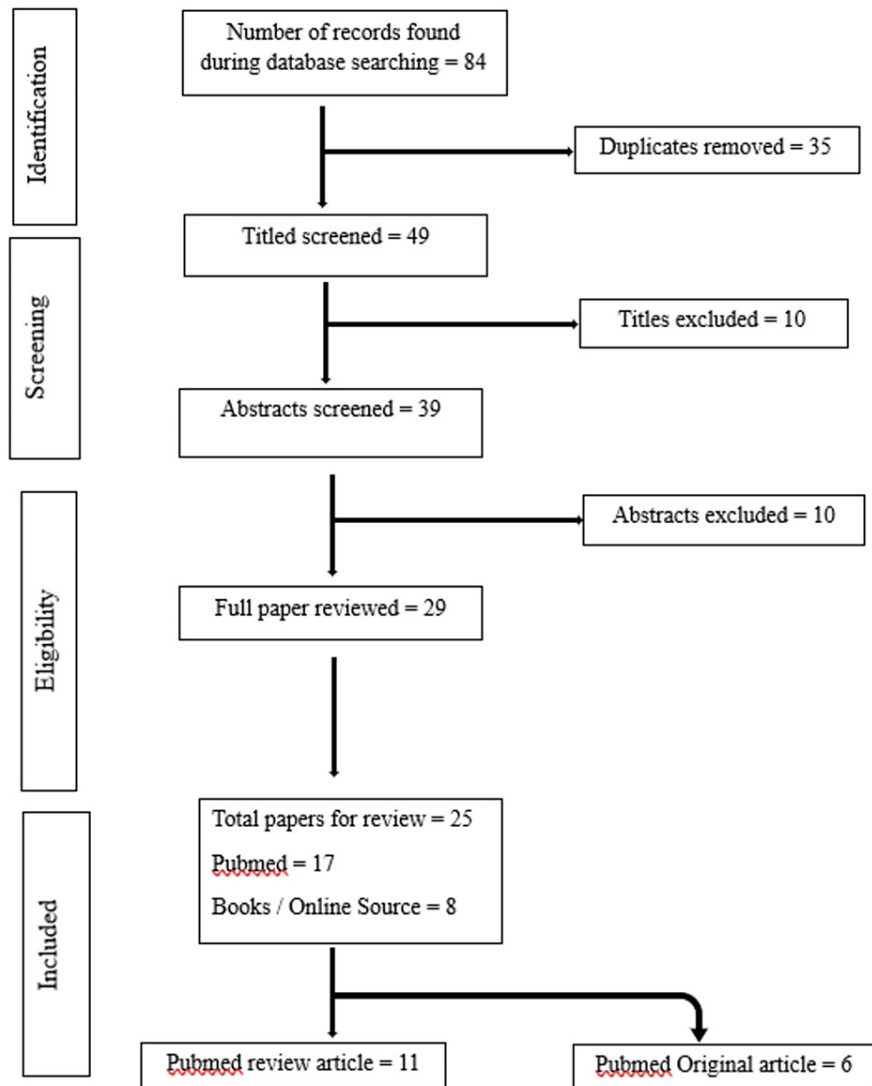 Identification
Number of records found
during database searching = 84
Duplicates removed = 35
Titled screened = 49
Screening
Titles excluded = 10
Abstracts screened = 39
Eligibility
Abstracts excluded = 10
Full paper reviewed = 29
Included
Total papers for review = 25
Pubmed = 17
Books / Online Source = 8
Pubmed review article = 11
Pubmed Original article = 6